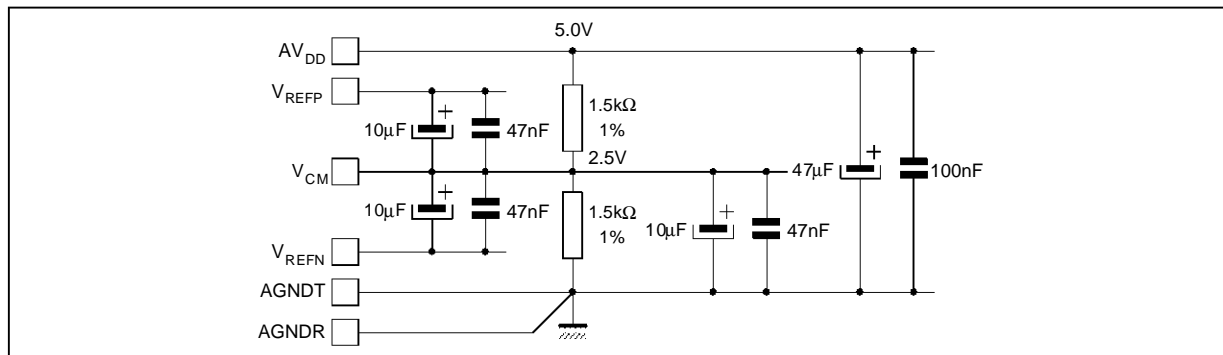 5.0V
AVDD
VREFP
+
1.5kΩ
10µF
47nF
1%
2.5V
VCM
47µF
+
100nF
+
10µF
47nF
1.5kΩ
1%
+
10µF
47nF
VREFN
AGNDT
AGNDR